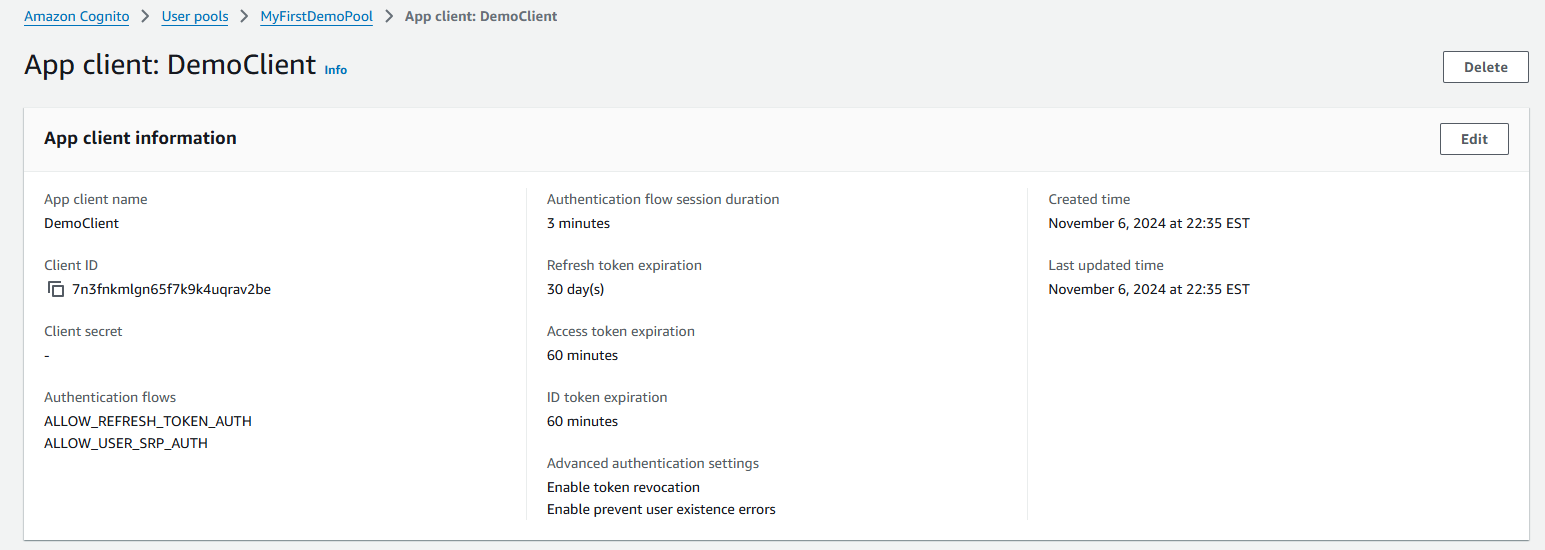 Amazon Cognito > User pools > MyFirstDemoPool > App client: DemoClient
App client: DemoClient Info
Delete
App client information
Edit
App client name
DemoClient
Client ID
7n3fnkmlgn65f7k9k4uqrav2be
Client secret
-
Authentication flows
ALLOW_REFRESH_TOKEN_AUTH
ALLOW_USER_SRP_AUTH
Authentication flow session duration
3 minutes
Refresh token expiration
30 day(s)
Access token expiration
60 minutes
ID token expiration
60 minutes
Advanced authentication settings
Enable token revocation
Enable prevent user existence errors
Created time
November 6, 2024 at 22:35 EST
Last updated time
November 6, 2024 at 22:35 EST